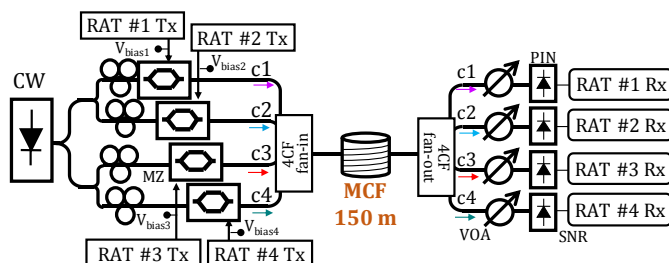 RAT #1 Tx
Vbias1
RAT #2 Tx
Vbias2
CW
c1
c2
MZ
c3
c4
4CF
fan-in
Vbias3
Vbias4
RAT #3 Tx
RAT #4 Tx
MCF
150 m
4CF
fan-out
c1
c2
c3
c4
VOA
PIN
SNR
RAT #1 Rx
RAT #2 Rx
RAT #3 Rx
RAT #4 Rx